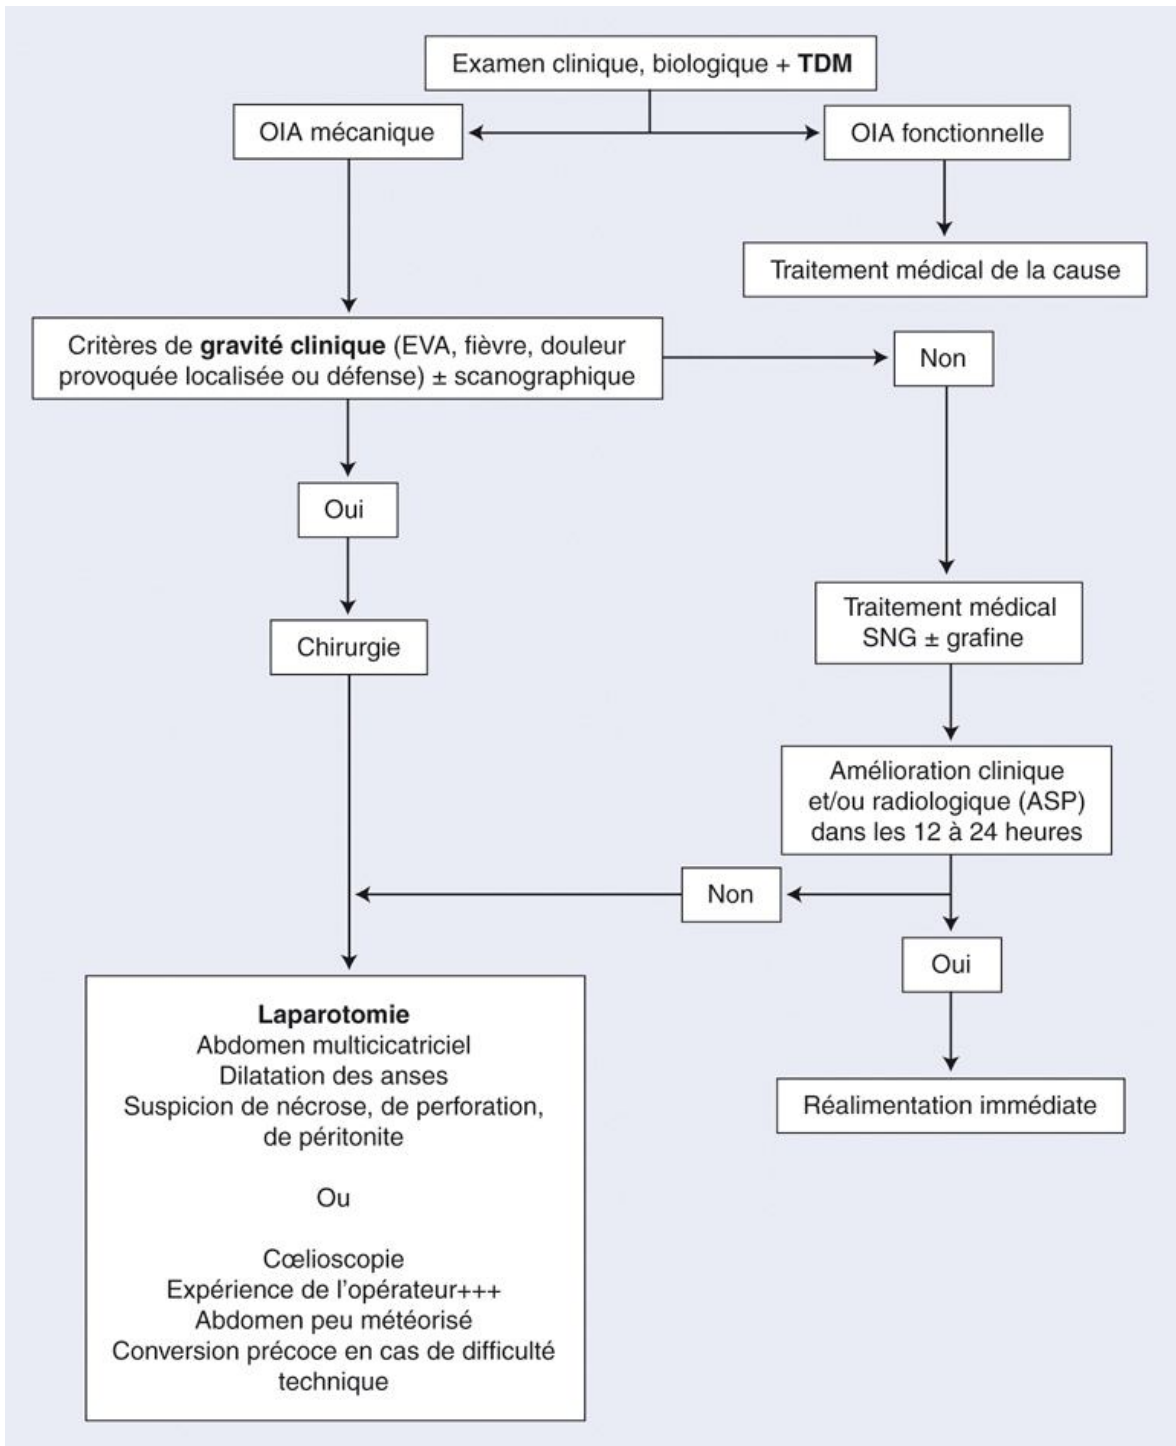 Examen clinique, biologique + TDM
OIA mécanique
OIA fonctionnelle
Traitement médical de la cause
Critères de gravité clinique (EVA, fièvre, douleur
provoquée localisée ou défense) ± scanographique
Non
Oui
Chirurgie
Traitement médical
SNG ± grafine
Amélioration clinique
et/ou radiologique (ASP)
dans les 12 à 24 heures
Non
Oui
Réalimentation immédiate
Laparotomie
Abdomen multicicatriciel
Dilatation des anses
Suspicion de nécrose, de perforation,
de péritonite
Ou
Cœlioscopie
Expérience de l'opérateur+++
Abdomen peu météorisé
Conversion précoce en cas de difficulté
technique